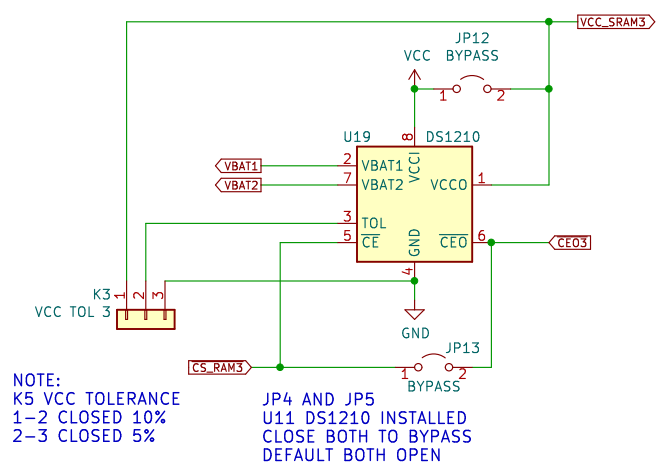 VCC_SRAM3
JP12
VCC BYPASS
1 2
U19 DS1210
8
VCCI
VBAT1 2 VBAT1
VBAT2 7 VBAT2 VCCO 1
3 TOL
5 CE GND CEO 6 CEO3
4
K3 1 2 3
VCC TOL 3
GND
JP13
CS_RAM3 1 2
BYPASS
NOTE:
K5 VCC TOLERANCE
1-2 CLOSED 10%
2-3 CLOSED 5%
JP4 AND JP5
U11 DS1210 INSTALLED
CLOSE BOTH TO BYPASS
DEFAULT BOTH OPEN